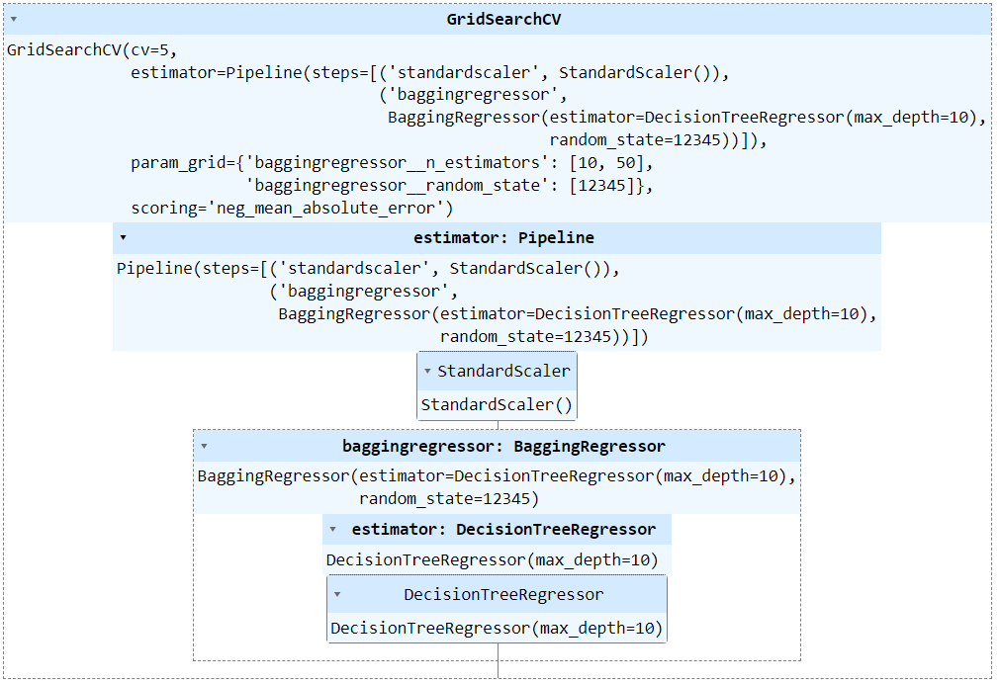 GridSearchCV
GridSearchCV(cv=5,
             estimator=Pipeline(steps=[('standardscaler', StandardScaler()),
                                       ('baggingregressor',
                                        BaggingRegressor(estimator=DecisionTreeRegressor(max_depth=10),
                                                         random_state=12345))]),
             param_grid={'baggingregressor__n_estimators': [10, 50],
                         'baggingregressor__random_state': [12345]},
             scoring='neg_mean_absolute_error')
estimator: Pipeline
Pipeline(steps=[('standardscaler', StandardScaler()),
                ('baggingregressor',
                 BaggingRegressor(estimator=DecisionTreeRegressor(max_depth=10),
                                  random_state=12345))])
StandardScaler
StandardScaler()
baggingregressor: BaggingRegressor
BaggingRegressor(estimator=DecisionTreeRegressor(max_depth=10),
                 random_state=12345)
estimator: DecisionTreeRegressor
DecisionTreeRegressor(max_depth=10)
DecisionTreeRegressor
DecisionTreeRegressor(max_depth=10)